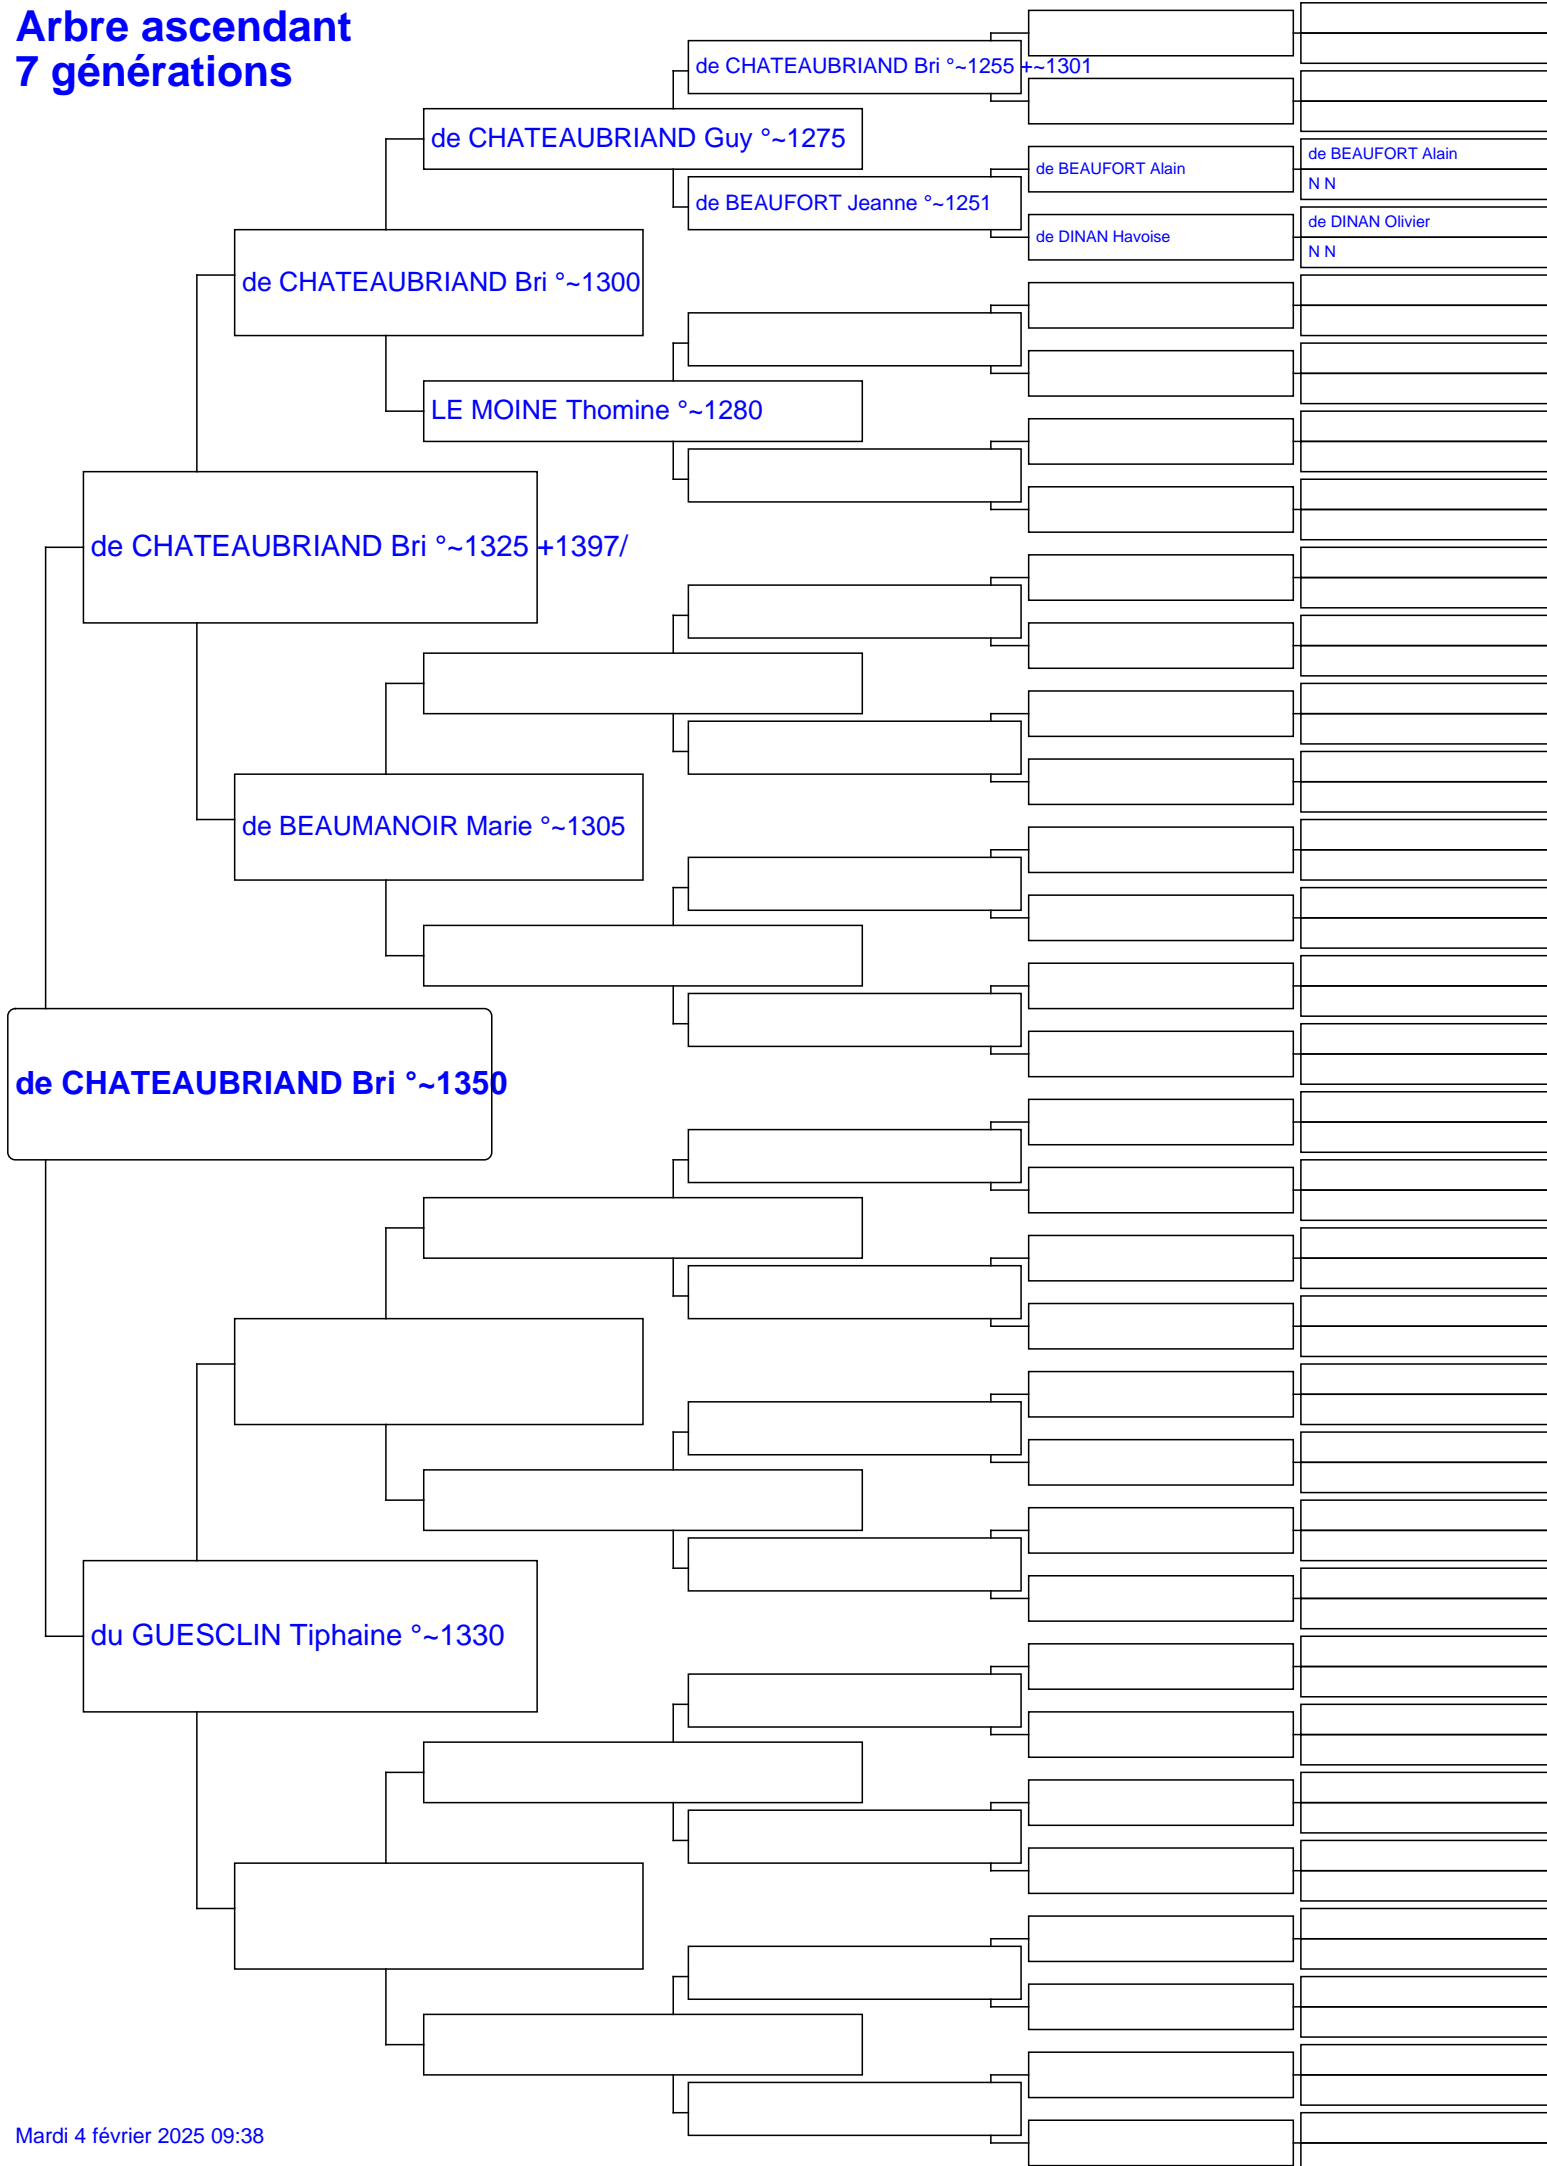 Arbre ascendant
7 générations
de CHATEAUBRIAND Bri °~1255 +~1301
de CHATEAUBRIAND Guy °~1275
de BEAUFORT Alain
de BEAUFORT Alain
N N
de BEAUFORT Jeanne °~1251
de DINAN Havoise
de DINAN Olivier
N N
de CHATEAUBRIAND Bri °~1300
LE MOINE Thomine °~1280
de CHATEAUBRIAND Bri °~1325 +1397/
de BEAUMANOIR Marie °~1305
de CHATEAUBRIAND Bri °~1350
du GUESCLIN Tiphaine °~1330
Mardi 4 février 2025 09:38